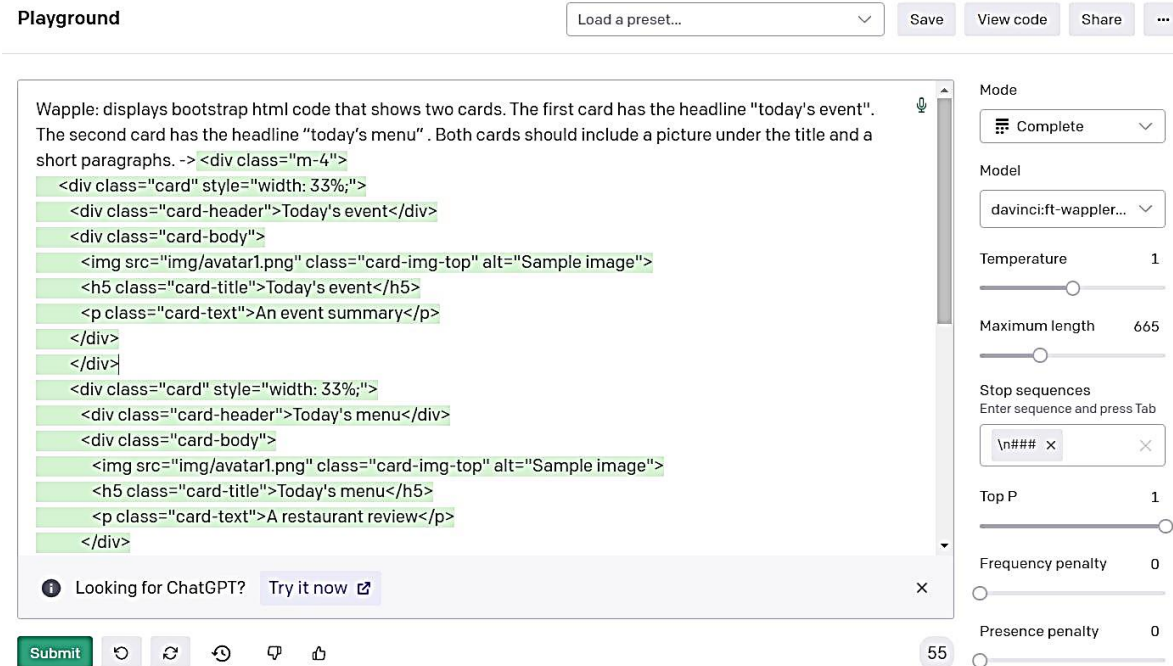 Playground
Load a preset...
Save
View code
Share
...
Wapple: displays bootstrap html code that shows two cards. The first card has the headline "today's event".
The second card has the headline “today’s menu” . Both cards should include a picture under the title and a
short paragraphs. -> <div class="m-4">
<div class="card" style="width: 33%;">
<div class="card-header">Today's event</div>
<div class="card-body">
<img src="img/avatar1.png" class="card-img-top" alt="Sample image">
<h5 class="card-title">Today's event</h5>
<p class="card-text">An event summary</p>
</div>
</div>
<div class="card" style="width: 33%;">
<div class="card-header">Today's menu</div>
<div class="card-body">
<img src="img/avatar1.png" class="card-img-top" alt="Sample image">
<h5 class="card-title">Today's menu</h5>
<p class="card-text">A restaurant review</p>
</div>
Looking for ChatGPT?
Try it now
Submit
55
Mode
Complete
Model
davinci:ft-wappler...
Temperature 1
Maximum length 665
Stop sequences
Enter sequence and press Tab
\n###
Top P 1
Frequency penalty 0
Presence penalty 0